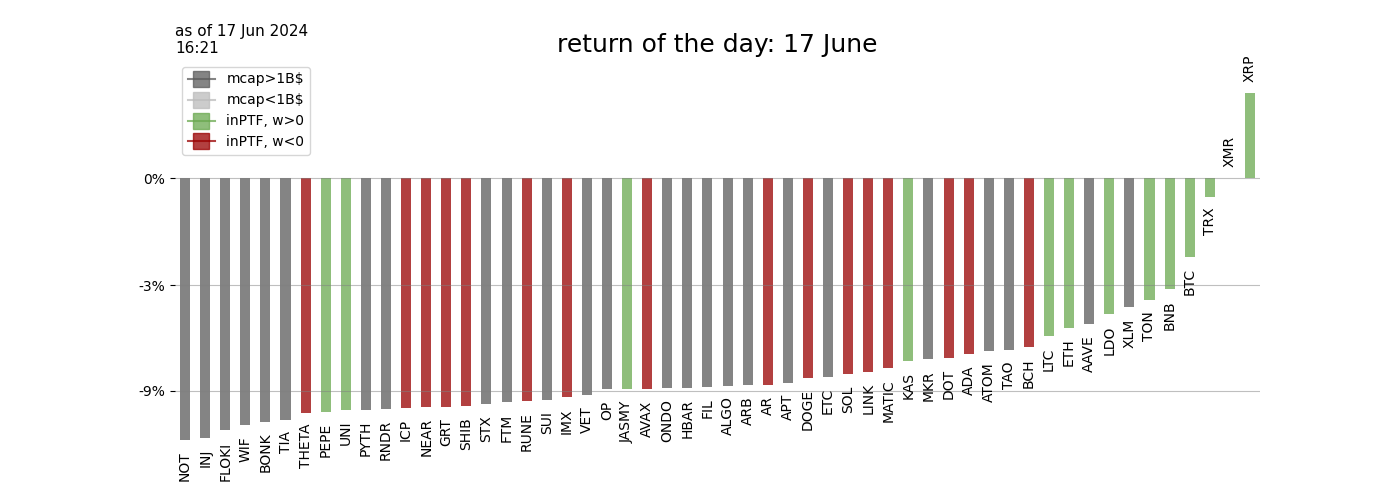 as of 17 Jun 2024
16:21
return of the day: 17 June
mcap>1B$
mcap<1B$
inPTF, w>0
inPTF, w<0
0%
-3%
-9%
NOT
INJ
FLOKI
WIF
BONK
TIA
THETA
PEPE
UNI
PYTH
RNDR
ICP
NEAR
GRT
SHIB
STX
FTM
RUNE
SUI
IMX
VET
OP
JASMY
AVAX
ONDO
HBAR
FIL
ALGO
ARB
AR
APT
DOGE
ETC
SOL
LINK
MATIC
KAS
MKR
DOT
ADA
ATOM
TAO
BCH
LTC
ETH
AAVE
LDO
XLM
TON
BNB
BTC
TRX
XMR
XRP